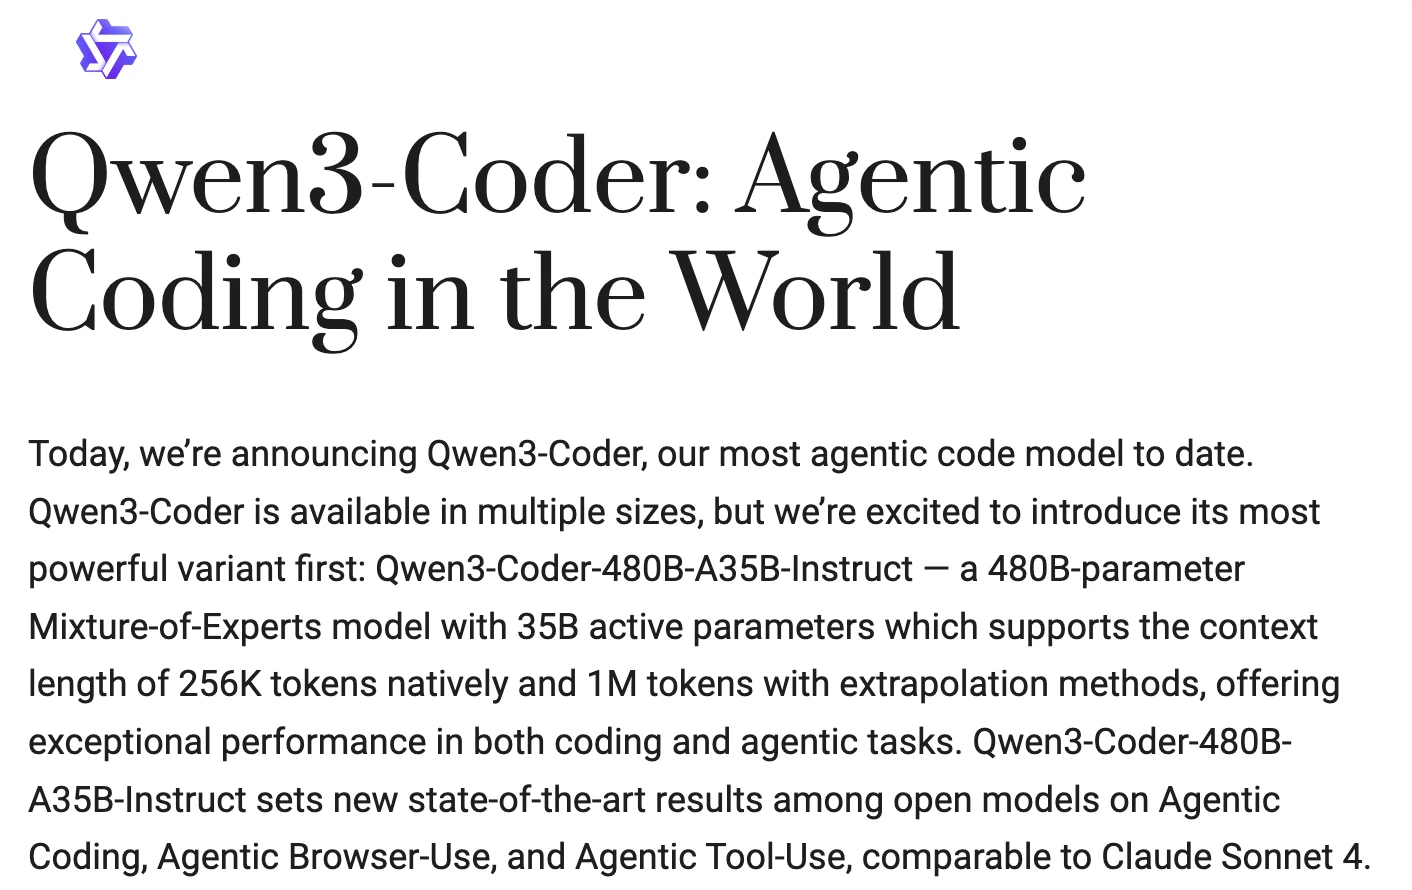 Qwen3-Coder: Agentic
Coding in the World
Today, we’re announcing Qwen3-Coder, our most agentic code model to date.
Qwen3-Coder is available in multiple sizes, but we’re excited to introduce its most
powerful variant first: Qwen3-Coder-480B-A35B-Instruct — a 480B-parameter
Mixture-of-Experts model with 35B active parameters which supports the context
length of 256K tokens natively and 1M tokens with extrapolation methods, offering
exceptional performance in both coding and agentic tasks. Qwen3-Coder-480B-
A35B-Instruct sets new state-of-the-art results among open models on Agentic
Coding, Agentic Browser-Use, and Agentic Tool-Use, comparable to Claude Sonnet 4.